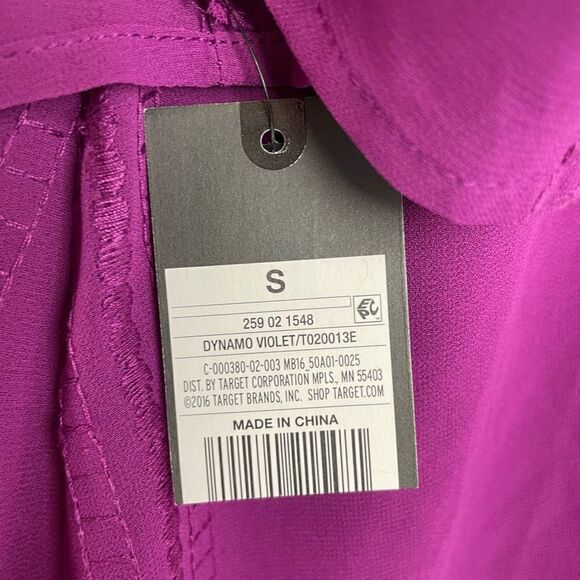 S
259 02 1548
EPC
DYNAMO VIOLET/T020013E
C-000380-02-003 MB16_50A01-0025
DIST. BY TARGET CORPORATION MPLS., MN 55403
©2016 TARGET BRANDS, INC. SHOP TARGET.COM
MADE IN CHINA